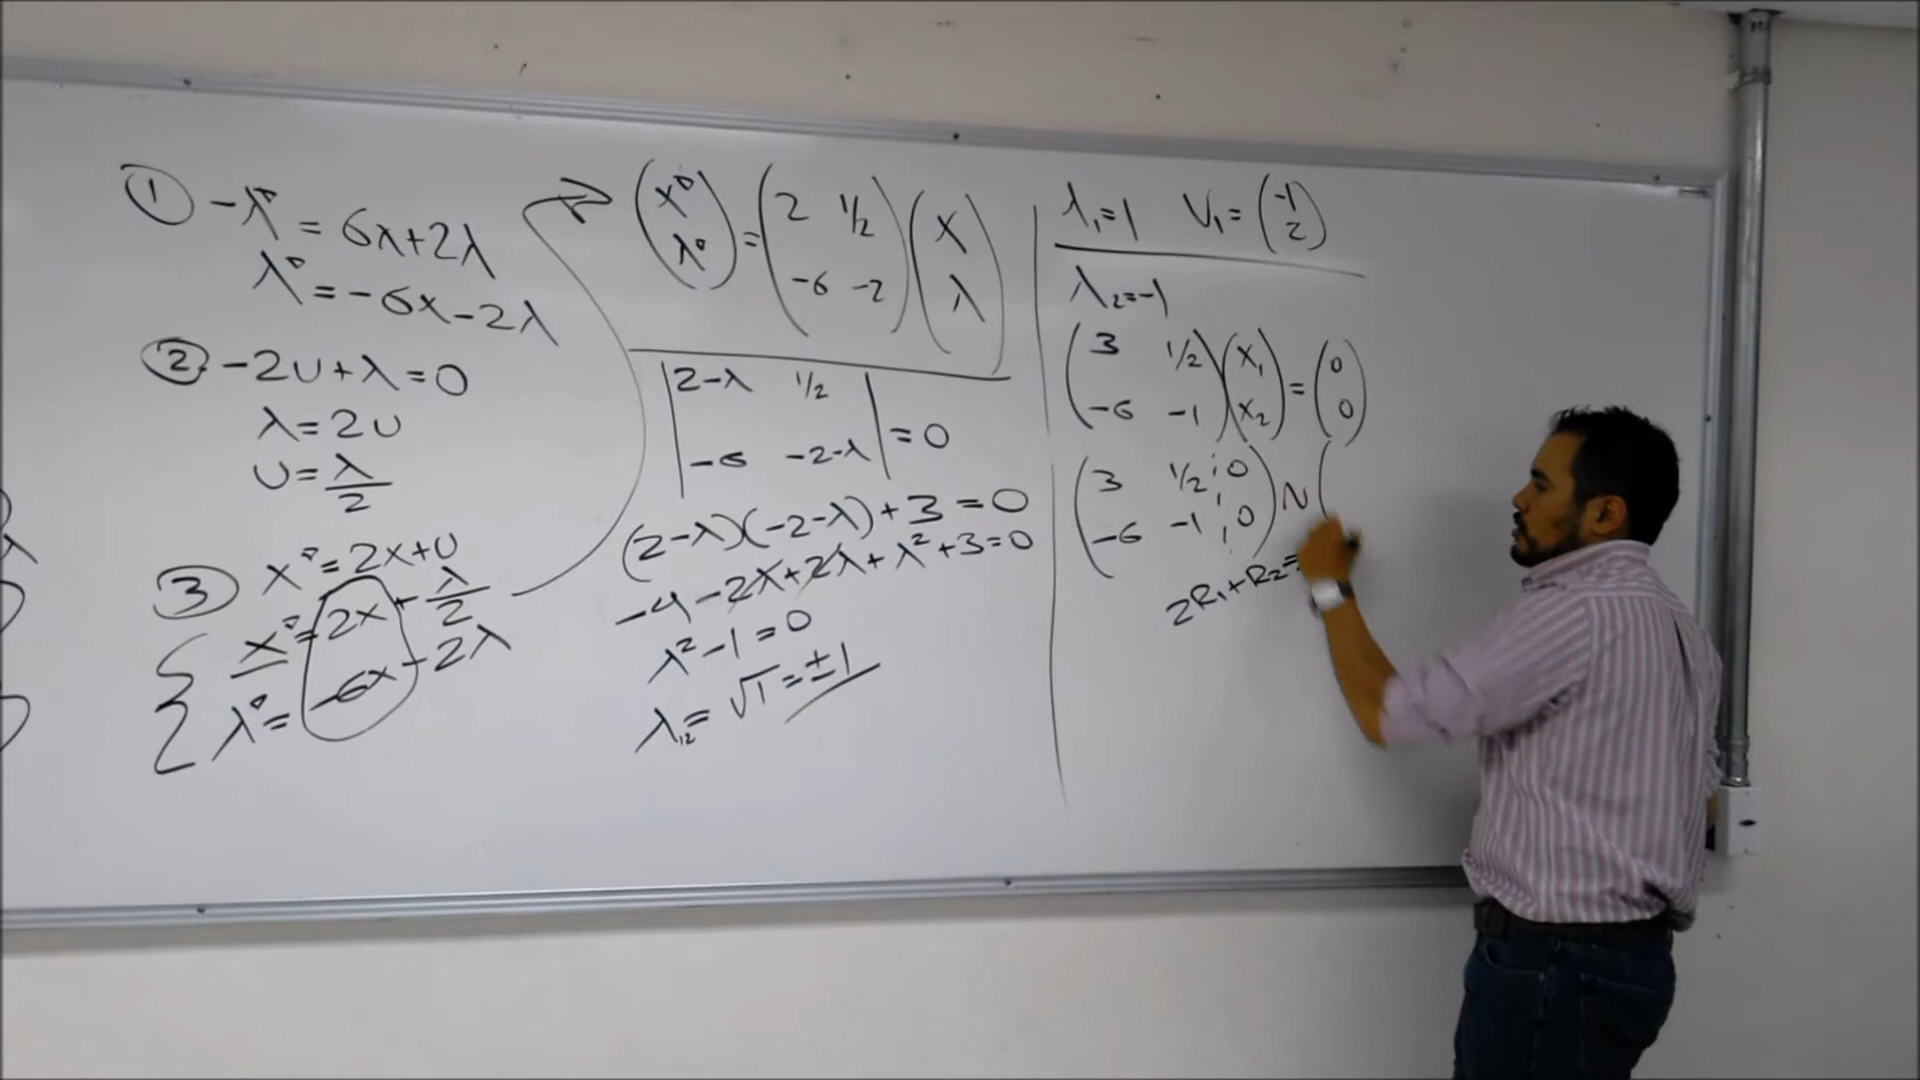 ① -λ° = 6x+2λ
λ° = -6x-2λ
② -2u+λ=0
λ=2u
u=λ/2
③ x°=2x+u
x°=2x+λ/2
λ°=-6x-2λ
(x° λ°) = (2 1/2 -6 -2)(x λ)
|2-λ 1/2
-6 -2-λ| = 0
(2-λ)(-2-λ)+3=0
-4-2λ+2λ+λ²+3=0
λ²-1=0
λ₁₂=√1=±1
λ₁=1 V₁=(-1 2)
λ₂=-1
(3 1/2 -6 -1)(x₁ x₂)=(0 0)
(3 1/2 ¦ 0 -6 -1 ¦ 0) ~ (
2R₁+R₂=